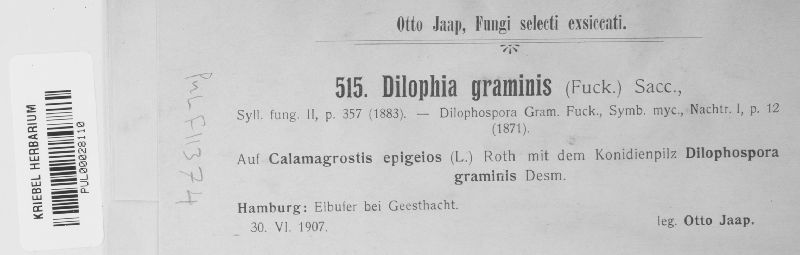 Otto Jaap, Fungi selecti exsiccati.
515. Dilophia graminis (Fuck.) Sacc.,
Syll. fung. II, p. 357 (1883). — Dilophospora Gram. Fuck., Symb. myc., Nachtr. I, p. 12
(1871).
Auf Calamagrostis epigeios (L.) Roth mit dem Konidienpilz Dilophospora
graminis Desm.
Hamburg: Elbufer bei Geesthacht.
30. VI. 1907.
leg. Otto Jaap.
KRIEBEL HERBARIUM
PUL00028110
PUL F11374